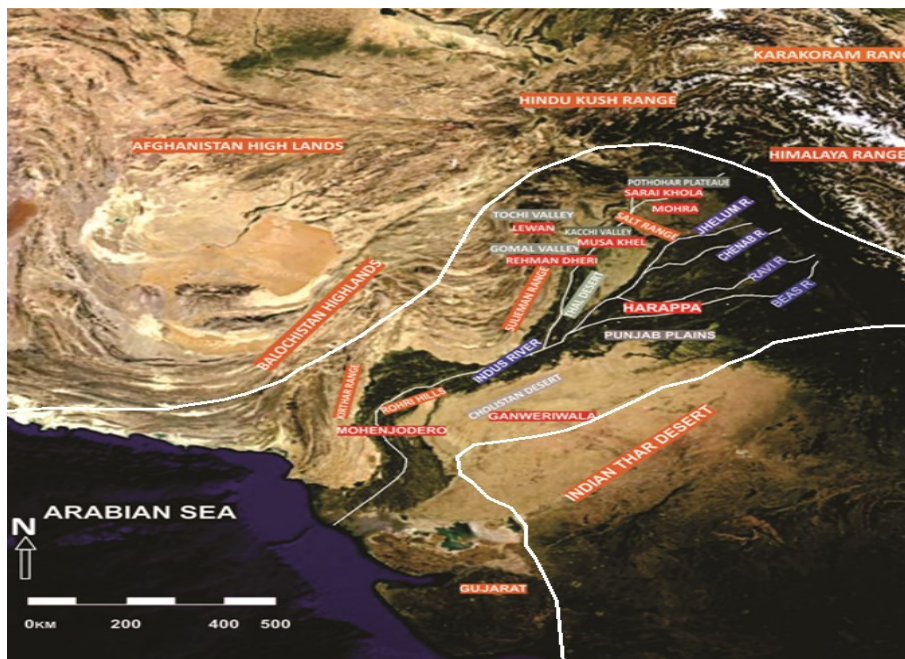 KARAKORAM RANG
HINDU KUSH RANGE
AFGHANISTAN HIGH LANDS
HIMALAYA RANGE
POTHOHAR PLATEAUE
SARAI KHOLA
MOHRA
TOCHI VALLEY
LEWAN
KACCHI VALLEY
SALT RANGE
JHELUM R.
MUSA KHEL
GOMAL VALLEY
REHMAN DHERI
CHENAB R.
RAVI R
BEAS R.
SULIEMAN RANGE
THAL DESERT
BALOCHISTAN HIGHLANDS
HARAPPA
PUNJAB PLAINS
INDUS RIVER
KIRTHAR RANGE
ROHRI HILLS
CHOLISTAN DESERT
GANWERIWALA
MOHENJODERO
INDIAN THAR DESERT
ARABIAN SEA
N
GUJARAT
0KM 200 400 500